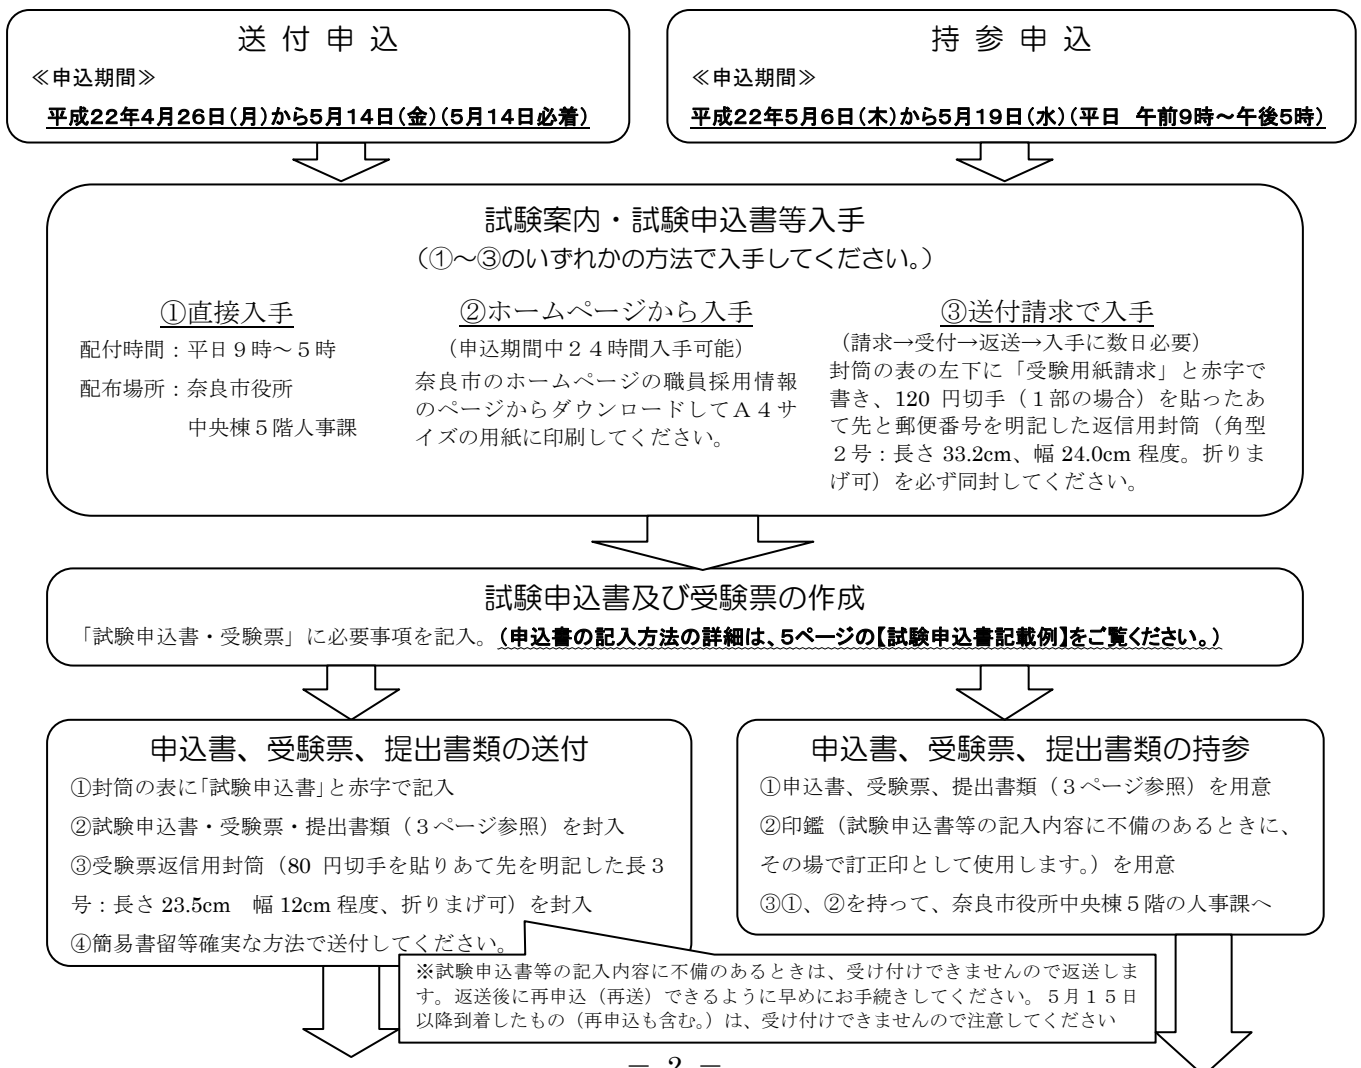 送付申込
≪申込期間≫
平成22年4月26日(月)から5月14日(金)(5月14日必着)
持参申込
≪申込期間≫
平成22年5月6日(木)から5月19日(水)(平日　午前9時～午後5時)
試験案内・試験申込書等入手
（①～③のいずれかの方法で入手してください。）
①直接入手
配付時間：平日９時～５時
配布場所：奈良市役所
中央棟５階人事課
②ホームページから入手
（申込期間中２４時間入手可能）
奈良市のホームページの職員採用情報
のページからダウンロードしてＡ４サ
イズの用紙に印刷してください。
③送付請求で入手
（請求→受付→返送→入手に数日必要）
封筒の表の左下に「受験用紙請求」と赤字で
書き、120 円切手（１部の場合）を貼ったあ
て先と郵便番号を明記した返信用封筒（角型
２号：長さ 33.2cm、幅 24.0cm 程度。折りま
げ可）を必ず同封してください。
試験申込書及び受験票の作成
「試験申込書・受験票」に必要事項を記入。(申込書の記入方法の詳細は、5ページの【試験申込書記載例】をご覧ください。)
申込書、受験票、提出書類の送付
①封筒の表に「試験申込書」と赤字で記入
②試験申込書・受験票・提出書類（３ページ参照）を封入
③受験票返信用封筒（80 円切手を貼りあて先を明記した長３
号：長さ 23.5cm　幅 12cm 程度、折りまげ可）を封入
④簡易書留等確実な方法で送付してください。
申込書、受験票、提出書類の持参
①申込書、受験票、提出書類（３ページ参照）を用意
②印鑑（試験申込書等の記入内容に不備のあるときに、
その場で訂正印として使用します。）を用意
③①、②を持って、奈良市役所中央棟５階の人事課へ
※試験申込書等の記入内容に不備のあるときは、受け付けできませんので返送しま
す。返送後に再申込（再送）できるように早めにお手続きしてください。５月１５日
以降到着したもの（再申込も含む。）は、受け付けできませんので注意してください
－ 2 －